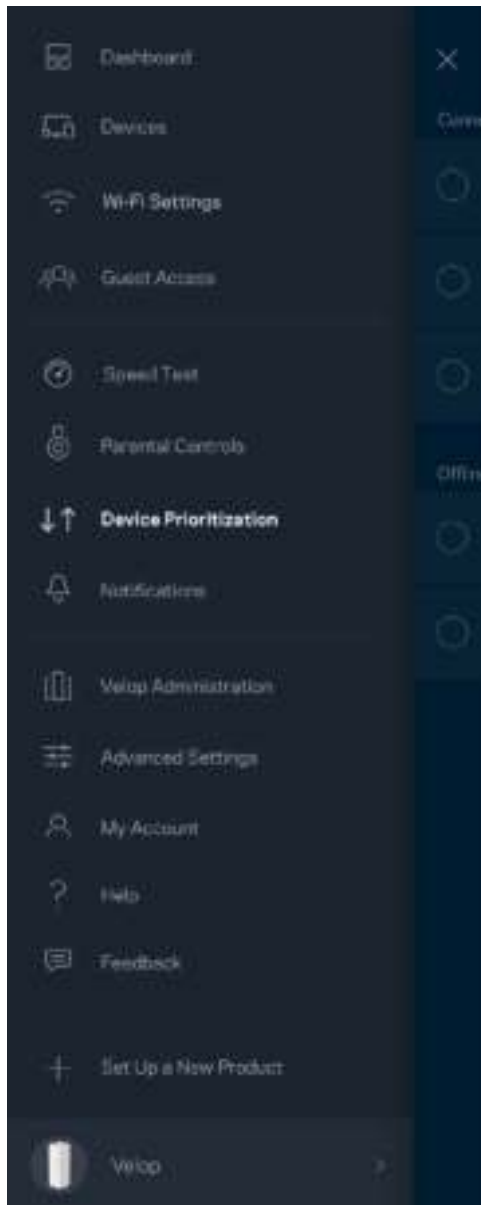 Dashboard
Devices
Wi-Fi Settings
Guest Access
Speed Test
Parental Controls
Device Prioritization
Notifications
Velop Administration
Advanced Settings
My Account
Help
Feedback
Set Up a New Product
Velop